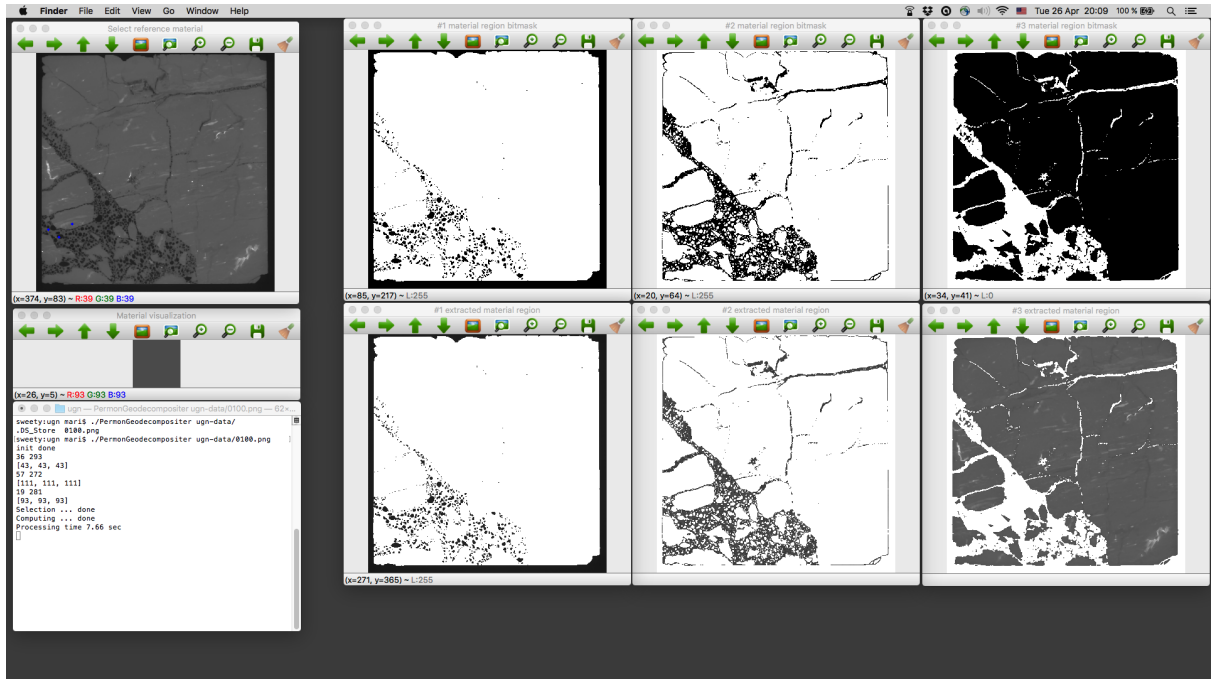 Finder File Edit View Go Window Help
Tue 26 Apr 20:09 100 %
Select reference material
#1 material region bitmask
#2 material region bitmask
#3 material region bitmask
(x=374, y=83) ~ R:39 G:39 B:39
(x=85, y=217) ~ L:255
(x=20, y=64) ~ L:255
(x=34, y=41) ~ L:0
Material visualization
#1 extracted material region
#2 extracted material region
#3 extracted material region
(x=26, y=5) ~ R:93 G:93 B:93
ugn — PermonGeodecompositer ugn-data/0100.png — 62×...
sweety:ugn mari$ ./PermonGeodecompositer ugn-data/
.DS_Store 0100.png
sweety:ugn mari$ ./PermonGeodecompositer ugn-data/0100.png
init done
36 293
[43, 43, 43]
57 272
[111, 111, 111]
19 281
[93, 93, 93]
Selection ... done
Computing ... done
Processing time 7.66 sec
(x=271, y=365) ~ L:255